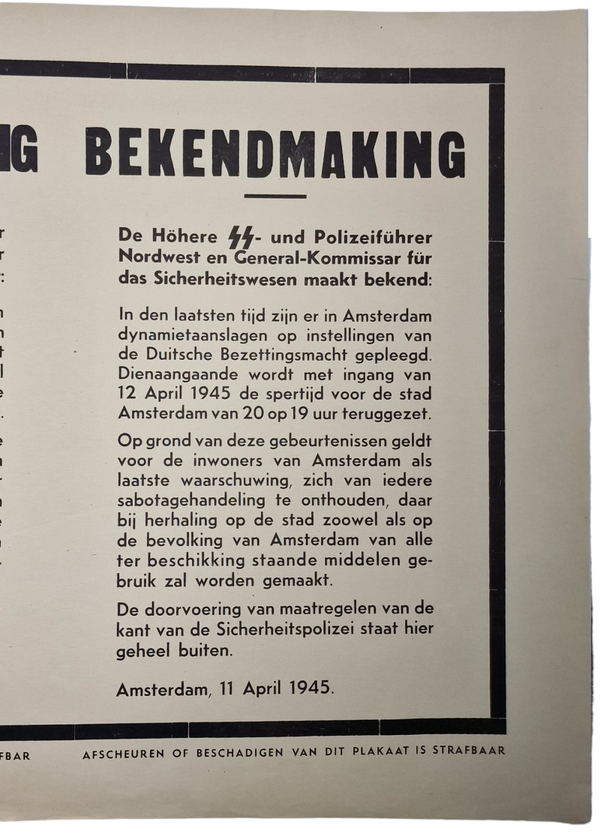 NG BEKENDMAKING
De Höhere ᛋᛋ- und Polizeiführer
Nordwest en General-Kommissar für
das Sicherheitswesen maakt bekend:
In den laatsten tijd zijn er in Amsterdam
dynamietaanslagen op instellingen van
de Duitsche Bezettingsmacht gepleegd.
Dienaangaande wordt met ingang van
12 April 1945 de spertijd voor de stad
Amsterdam van 20 op 19 uur teruggezet.
Op grond van deze gebeurtenissen geldt
voor de inwoners van Amsterdam als
laatste waarschuwing, zich van iedere
sabotagehandeling te onthouden, daar
bij herhaling op de stad zoowel als op
de bevolking van Amsterdam van alle
ter beschikking staande middelen ge-
bruik zal worden gemaakt.
De doorvoering van maatregelen van de
kant van de Sicherheitspolizei staat hier
geheel buiten.
Amsterdam, 11 April 1945.
FBAR AFSCHEUREN OF BESCHADIGEN VAN DIT PLAKAAT IS STRAFBAAR